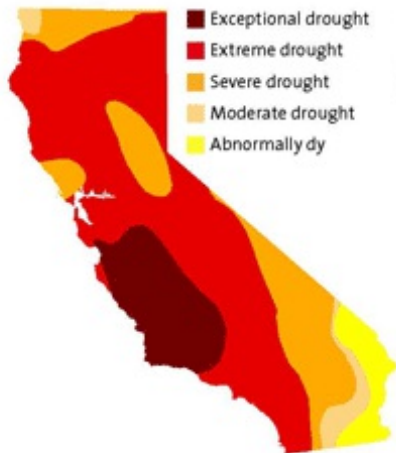 Exceptional drought
Extreme drought
Severe drought
Moderate drought
Abnormally dy